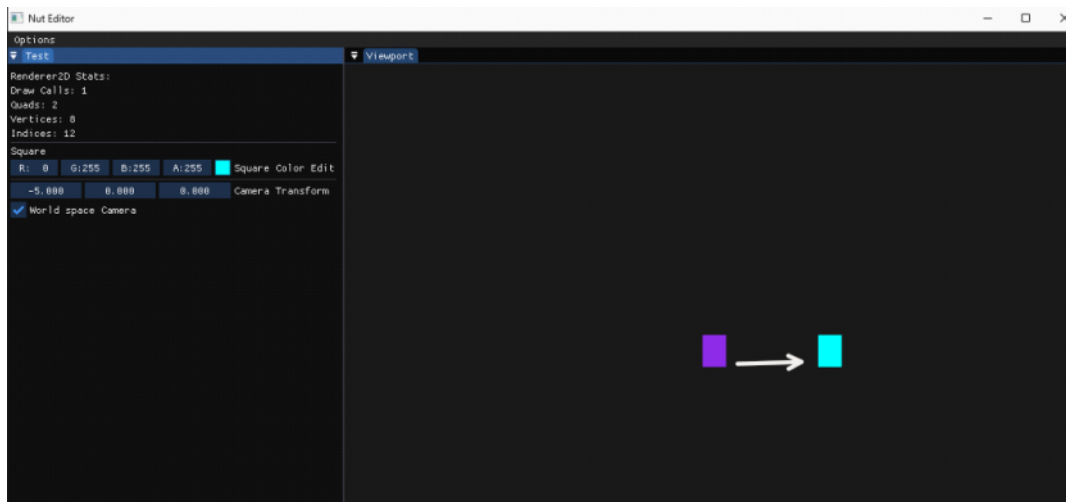 Nut Editor
Options
Test
Viewport
Renderer2D Stats:
Draw Calls: 1
Quads: 2
Vertices: 8
Indices: 12
Square
R: 0 G:255 B:255 A:255 Square Color Edit
-5.000 0.000 0.000 Camera Transform
World space Camera